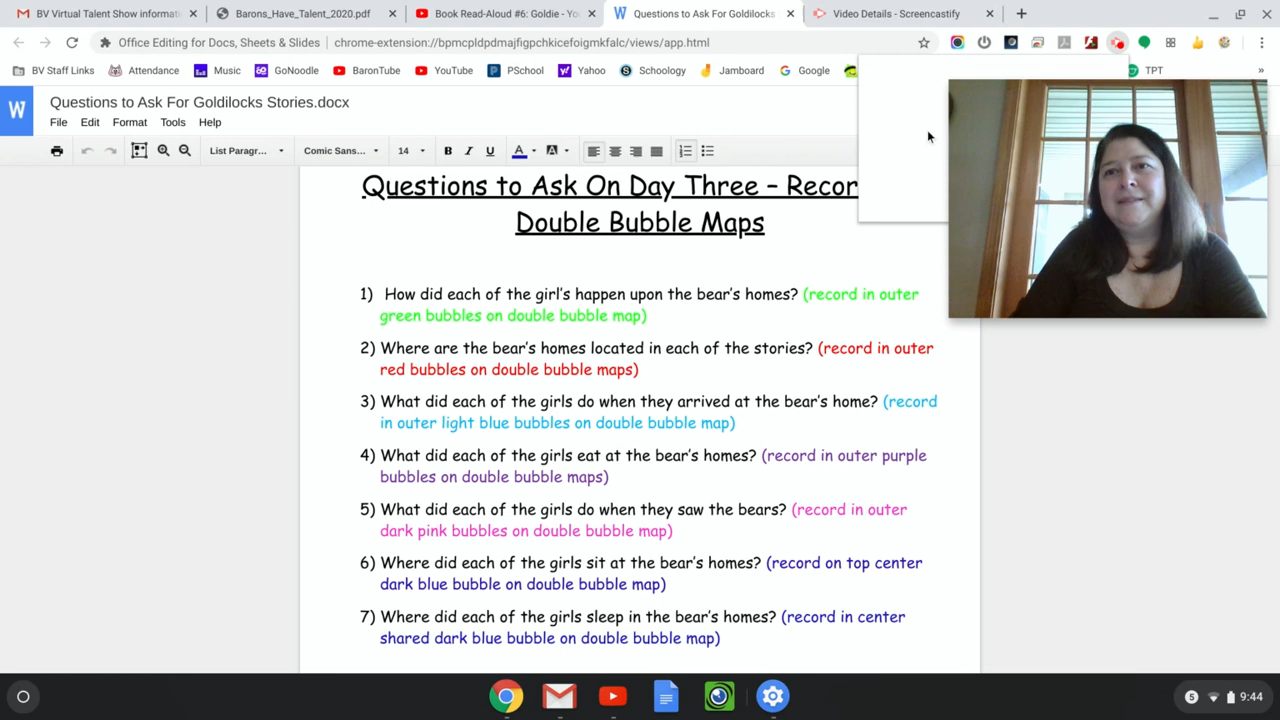 BV Virtual Talent Show informati
Barons_Have_Talent_2020.pdf
Book Read-Aloud #6: Goldie - Yo
Questions to Ask For Goldilocks
Video Details - Screencastify
Office Editing for Docs, Sheets & Slides | chrome-extension://bpmcpldpdmajfigpchkicefoigmkfalc/views/app.html
BV Staff Links Attendance Music GoNoodle BaronTube YouTube PSchool Yahoo Schoology Jamboard Google TPT »
W Questions to Ask For Goldilocks Stories.docx
File Edit Format Tools Help
List Paragr... Comic Sans... 14 B I U A A
Questions to Ask On Day Three – Recor
Double Bubble Maps
1) How did each of the girl's happen upon the bear's homes? (record in outer
green bubbles on double bubble map)
2) Where are the bear's homes located in each of the stories? (record in outer
red bubbles on double bubble maps)
3) What did each of the girls do when they arrived at the bear's home? (record
in outer light blue bubbles on double bubble map)
4) What did each of the girls eat at the bear's homes? (record in outer purple
bubbles on double bubble maps)
5) What did each of the girls do when they saw the bears? (record in outer
dark pink bubbles on double bubble map)
6) Where did each of the girls sit at the bear's homes? (record on top center
dark blue bubble on double bubble map)
7) Where did each of the girls sleep in the bear's homes? (record in center
shared dark blue bubble on double bubble map)
5 9:44